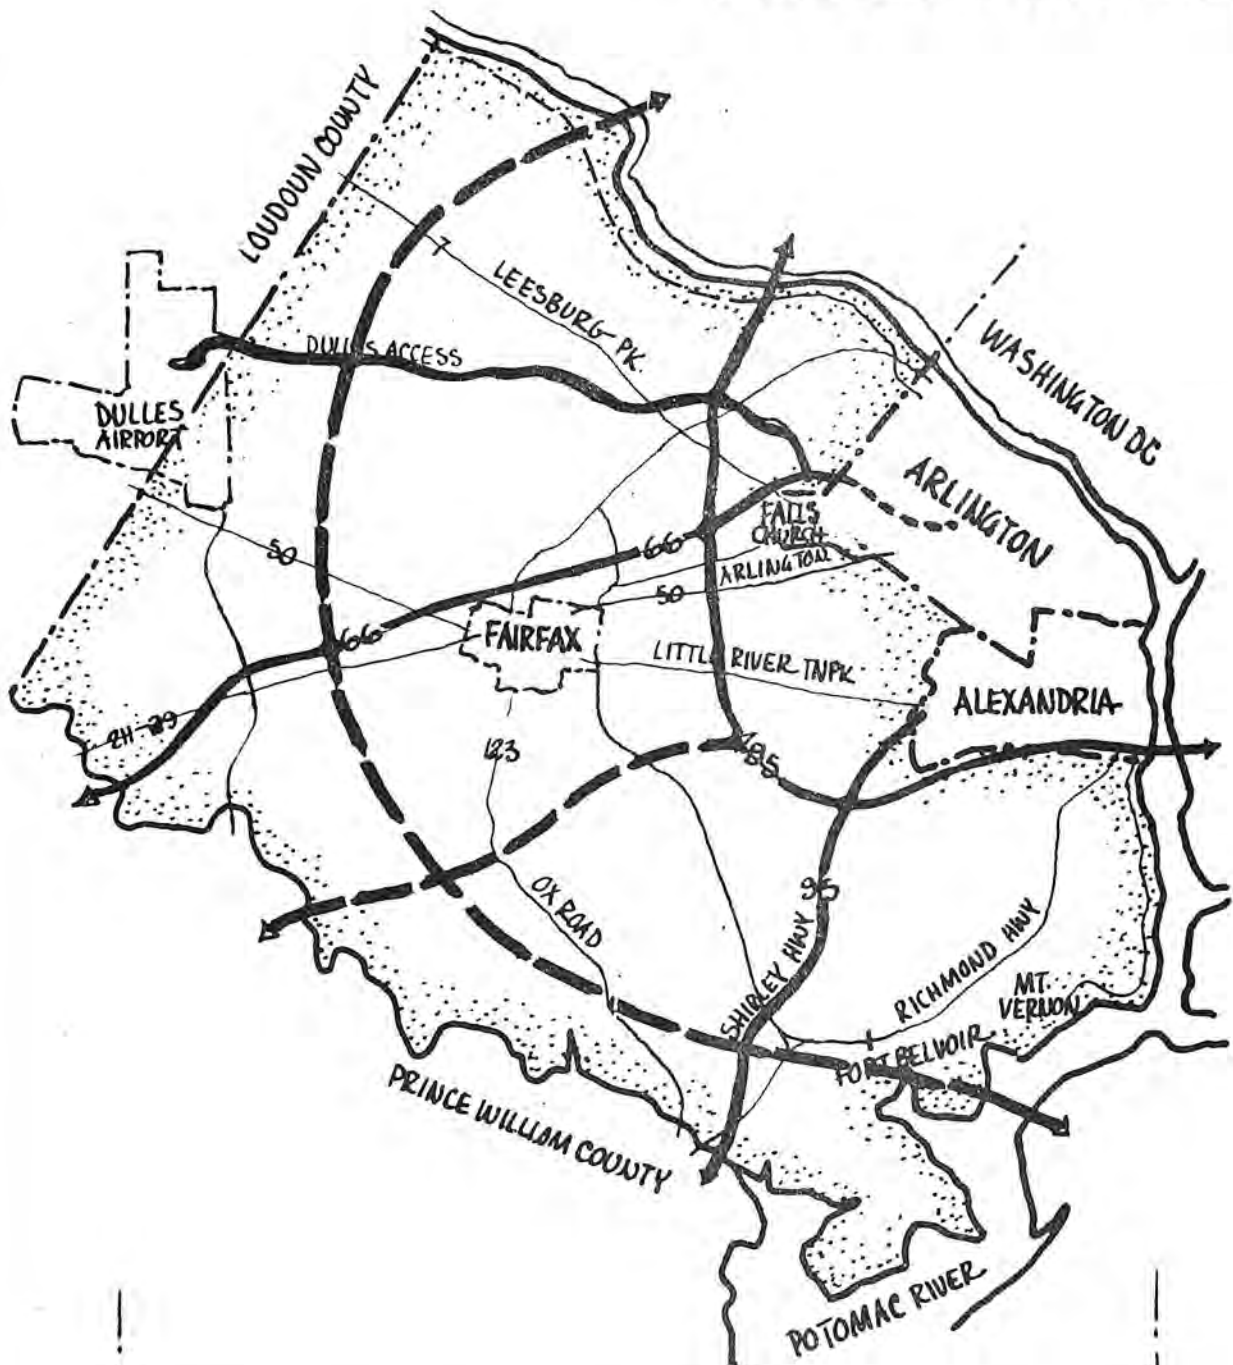 LOUDOUN COUNTY
7
LEESBURG PK
DULLES ACCESS
WASHINGTON DC
DULLES
AIRPORT
ARLINGTON
FALLS
CHURCH
50
66
ARLINGTON
50
66
FAIRFAX
LITTLE RIVER TNPK
ALEXANDRIA
211-29
123
495
95
OX ROAD
SHIRLEY HWY
RICHMOND HWY
MT.
VERNON
FORT BELVOIR
PRINCE WILLIAM COUNTY
POTOMAC RIVER